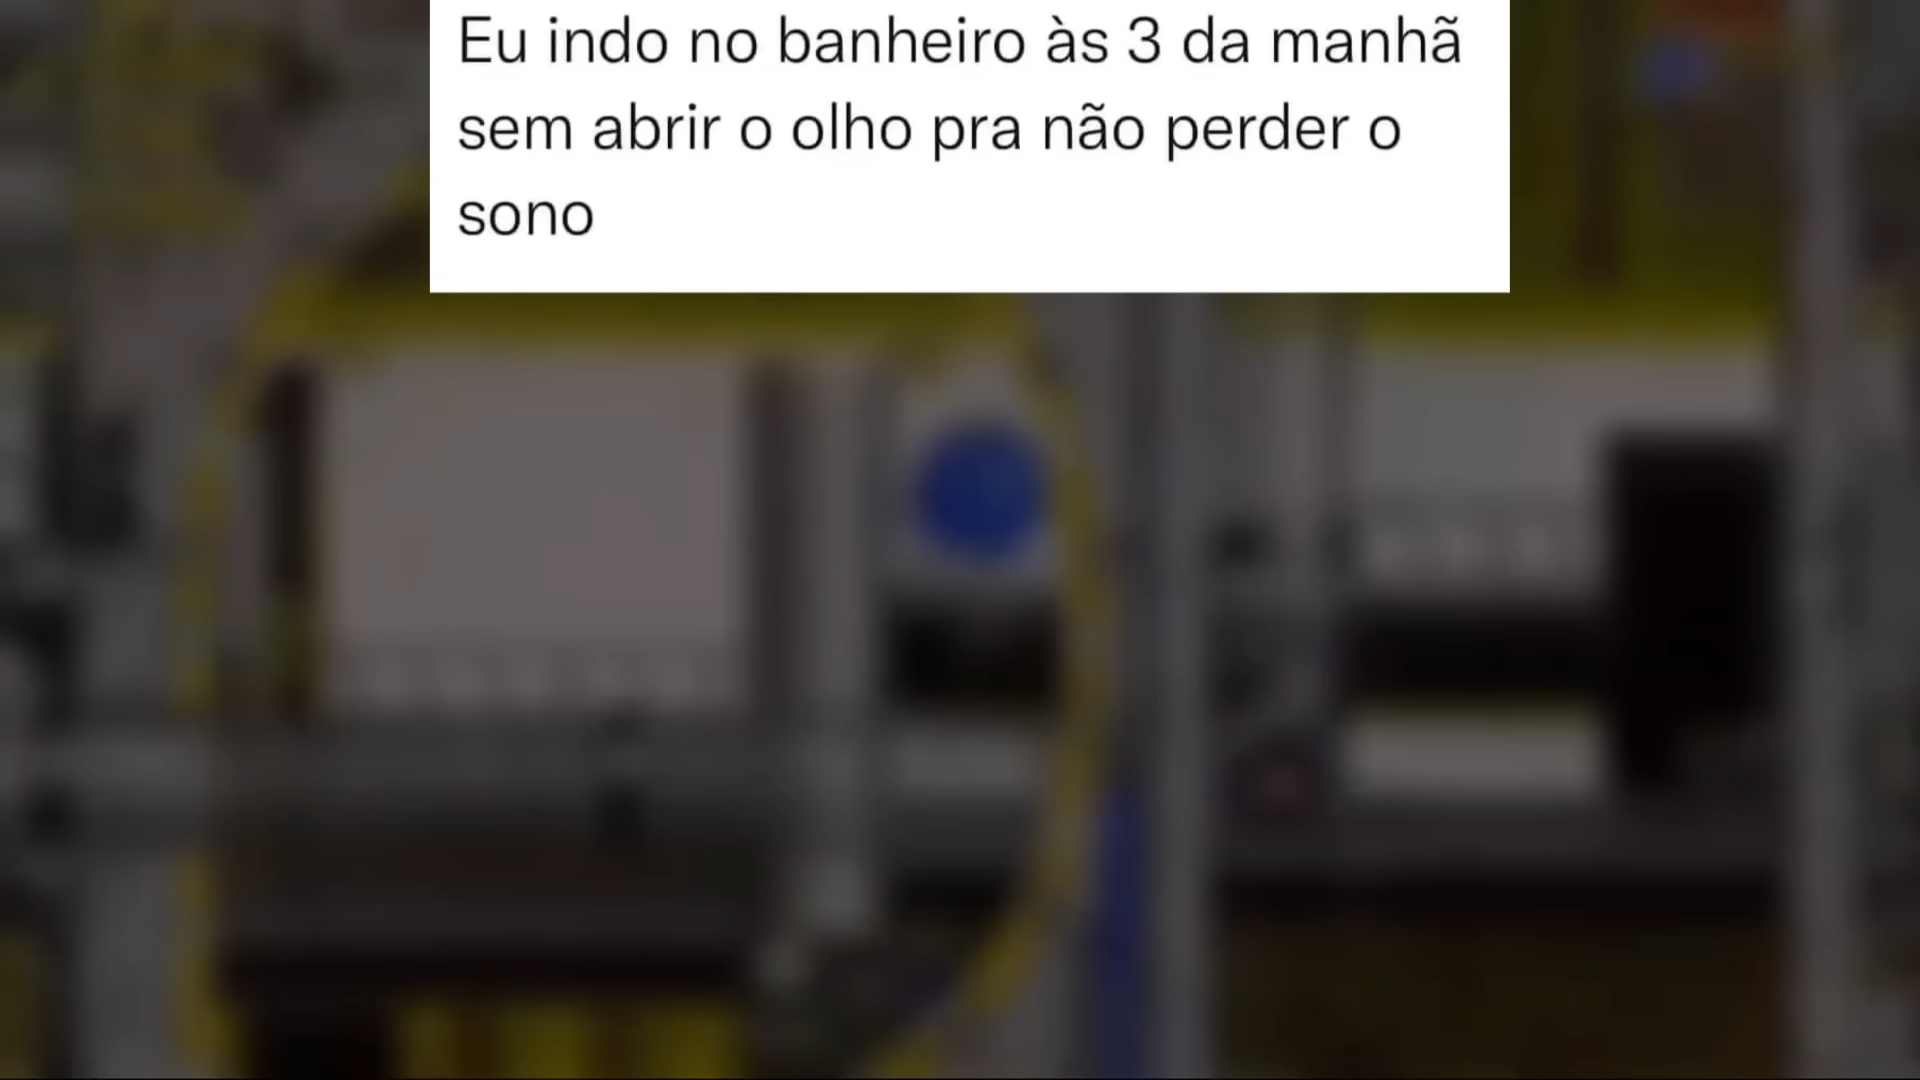 Eu indo no banheiro às 3 da manhã
sem abrir o olho pra não perder o
sono